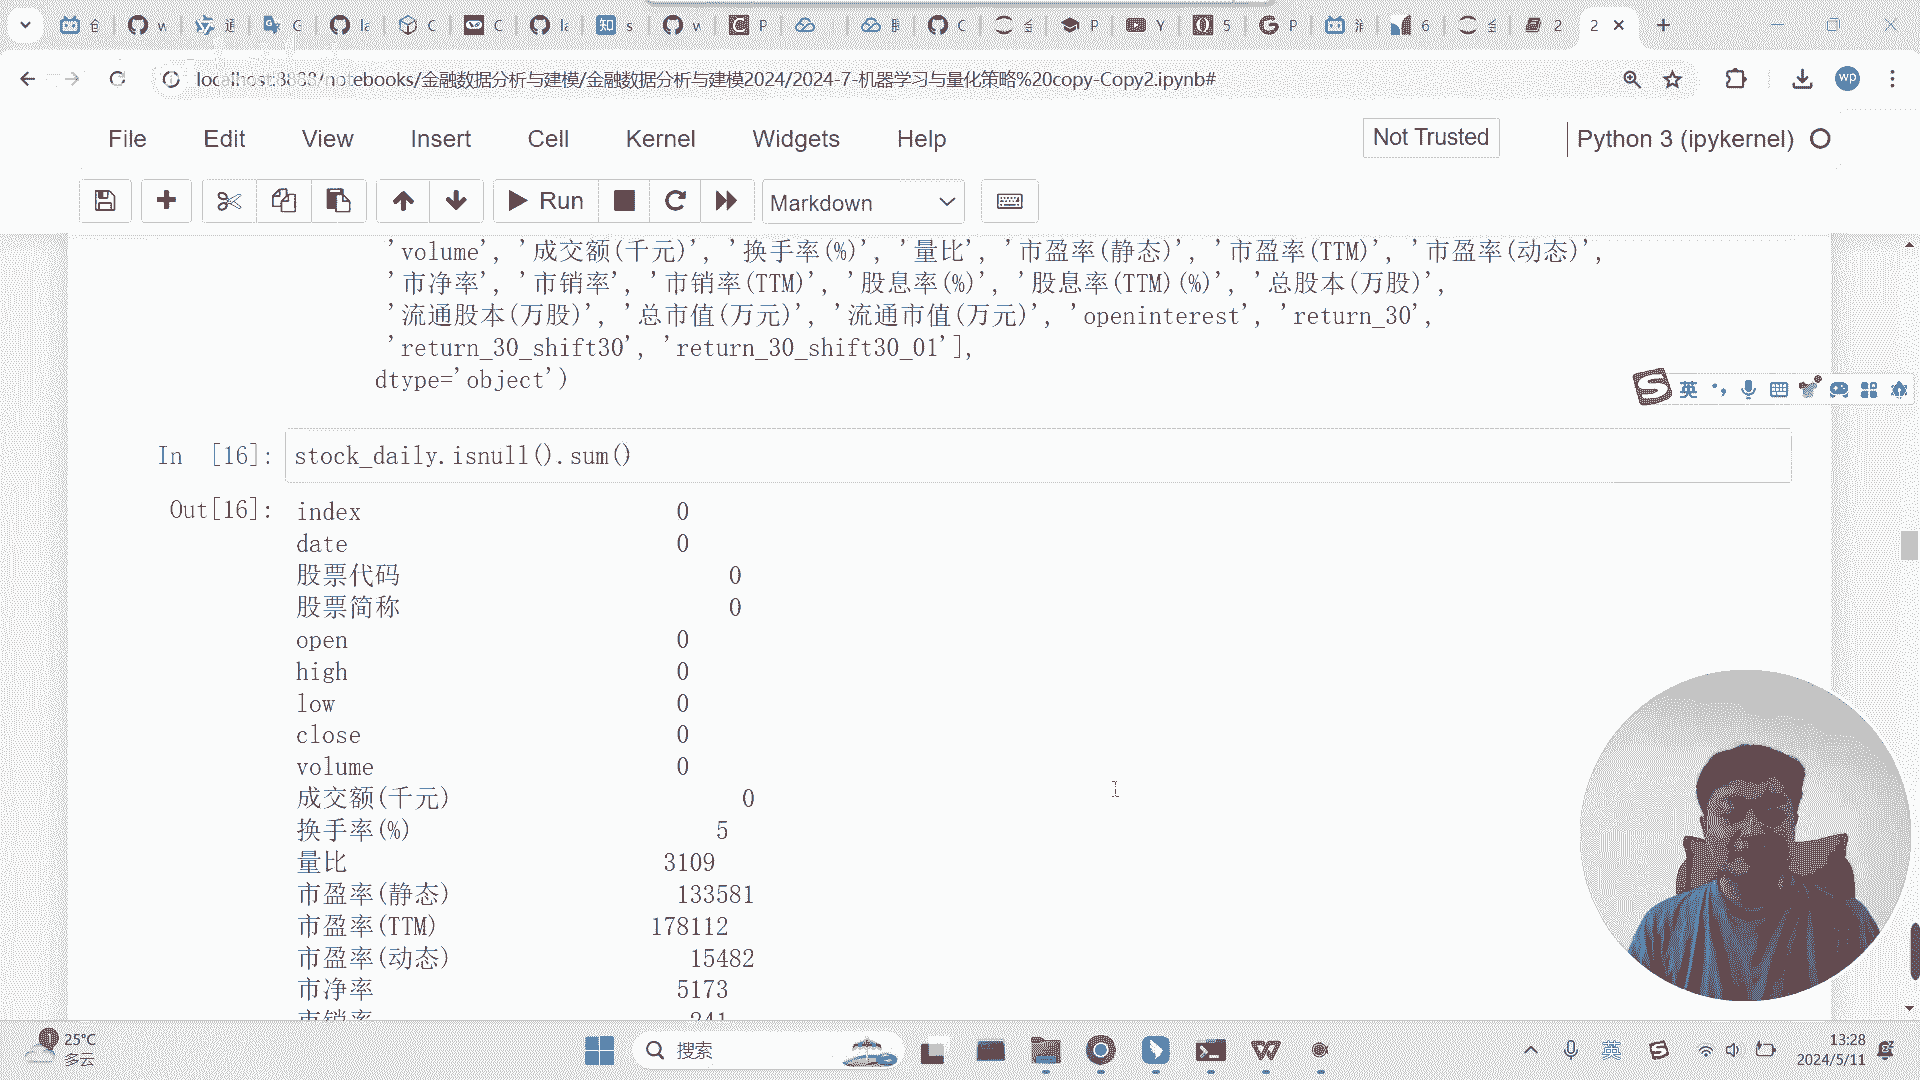 localhost:8888/notebooks/金融数据分析与建模/金融数据分析与建模2024/2024-7-机器学习与量化策略%20copy-Copy2.ipynb#
wp
File Edit View Insert Cell Kernel Widgets Help
Not Trusted
Python 3 (ipykernel)
Run
Markdown
'volume', '成交额(千元)', '换手率(%)', '量比', '市盈率(静态)', '市盈率(TTM)', '市盈率(动态)',
'市净率', '市销率', '市销率(TTM)', '股息率(%)', '股息率(TTM)(%)', '总股本(万股)',
'流通股本(万股)', '总市值(万元)', '流通市值(万元)', 'openinterest', 'return_30',
'return_30_shift30', 'return_30_shift30_01'],
dtype='object')
英
In [16]: stock_daily.isnull().sum()
Out[16]: index 0
date 0
股票代码 0
股票简称 0
open 0
high 0
low 0
close 0
volume 0
成交额(千元) 0
换手率(%) 5
量比 3109
市盈率(静态) 133581
市盈率(TTM) 178112
市盈率(动态) 15482
市净率 5173
市销率 241
25°C
多云
搜索
英
13:28
2024/5/11